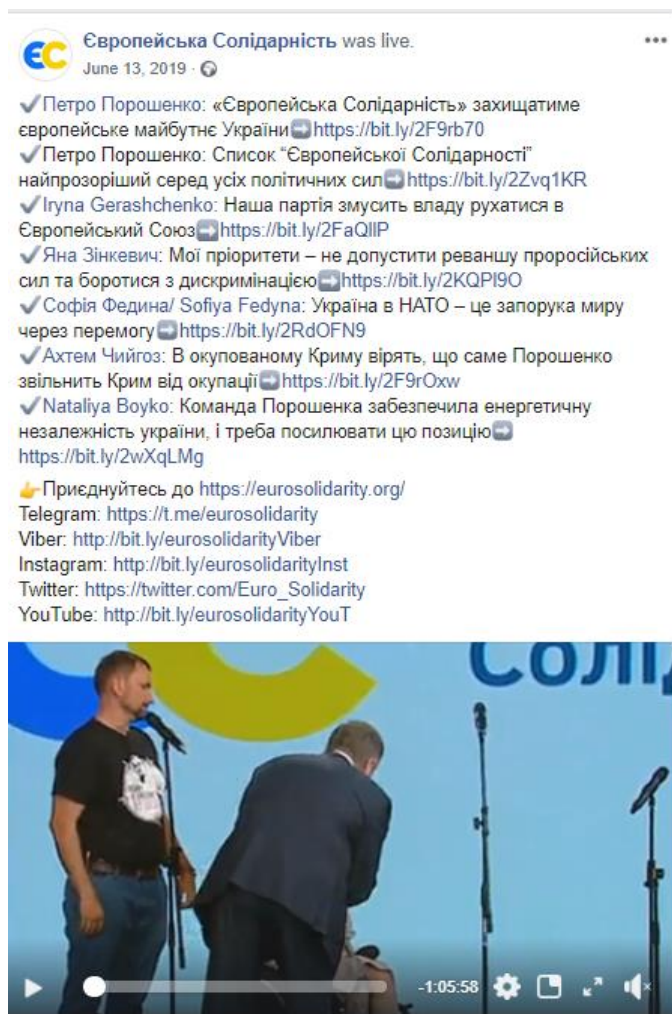 ЄС
Європейська Солідарність was live.
June 13, 2019 ·
✓Петро Порошенко: «Європейська Солідарність» захищатиме
європейське майбутнє України➡https://bit.ly/2F9rb70
✓Петро Порошенко: Список “Європейської Солідарності”
найпрозоріший серед усіх політичних сил➡https://bit.ly/2Zvq1KR
✓Iryna Gerashchenko: Наша партія змусить владу рухатися в
Європейський Союз➡https://bit.ly/2FaQllP
✓Яна Зінкевич: Мої пріоритети – не допустити реваншу проросійських
сил та боротися з дискримінацією➡https://bit.ly/2KQPl9O
✓Софія Федина/ Sofiya Fedyna: Україна в НАТО – це запорука миру
через перемогу➡https://bit.ly/2RdOFN9
✓Ахтем Чийгоз: В окупованому Криму вірять, що саме Порошенко
звільнить Крим від окупації➡https://bit.ly/2F9rOxw
✓Nataliya Boyko: Команда Порошенка забезпечила енергетичну
незалежність україни, і треба посилювати цю позицію➡
https://bit.ly/2wXqLMg
👉Приєднуйтесь до https://eurosolidarity.org/
Telegram: https://t.me/eurosolidarity
Viber: http://bit.ly/eurosolidarityViber
Instagram: http://bit.ly/eurosolidarityInst
Twitter: https://twitter.com/Euro_Solidarity
YouTube: http://bit.ly/eurosolidarityYouT
-1:05:58